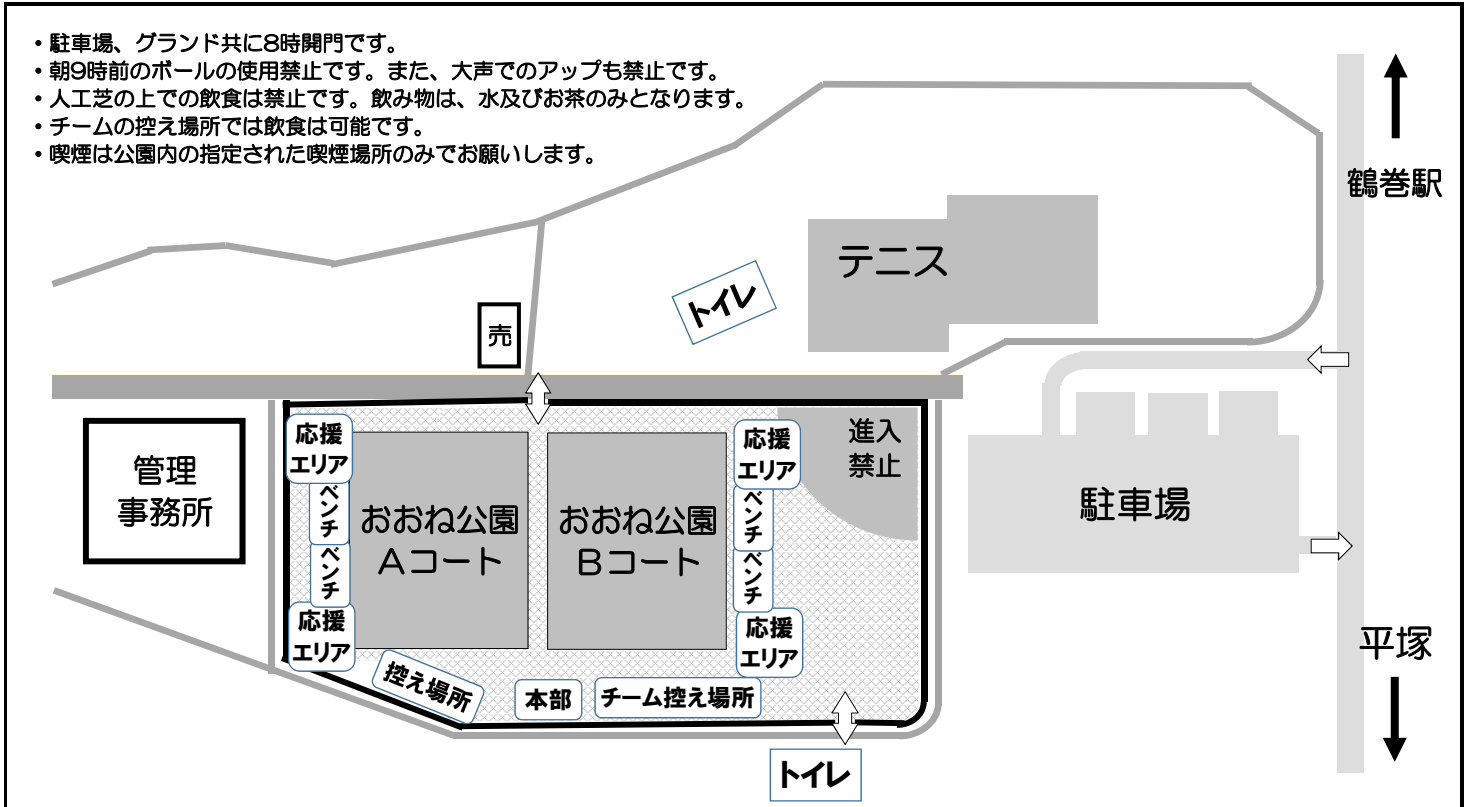 ・駐車場、グランド共に8時開門です。
・朝9時前のボールの使用禁止です。また、大声でのアップも禁止です。
・人工芝の上での飲食は禁止です。飲み物は、水及びお茶のみとなります。
・チームの控え場所では飲食は可能です。
・喫煙は公園内の指定された喫煙場所のみでお願いします。
鶴巻駅
テニス
トイレ
売
管理
事務所
応援
エリア
ベンチ
ベンチ
応援
エリア
おおね公園
Aコート
おおね公園
Bコート
応援
エリア
ベンチ
ベンチ
応援
エリア
進入
禁止
駐車場
平塚
控え場所
本部
チーム控え場所
トイレ